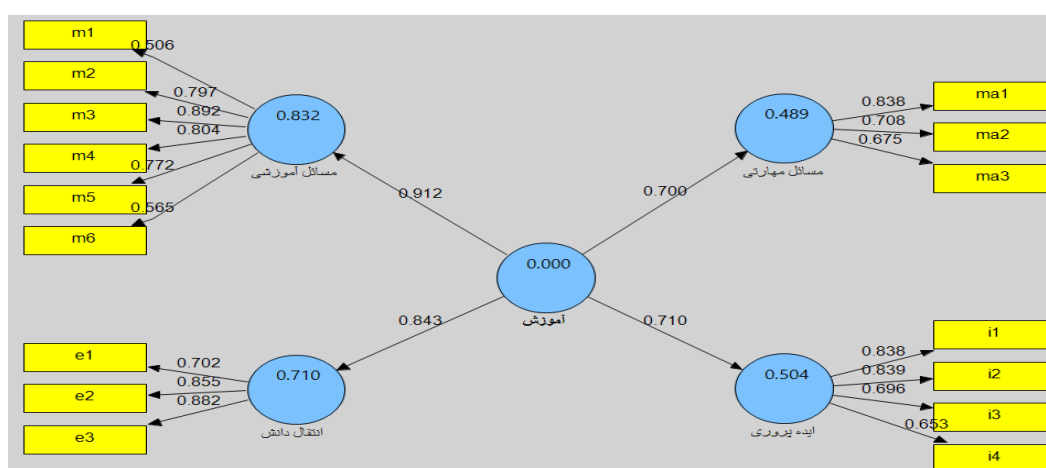 m1
0.506
m2
0.797
m3
0.892
m4
0.804
m5
0.772
m6
0.565
0.832
مسائل آموزشی
0.912
ma1
0.838
ma2
0.708
ma3
0.675
0.489
مسائل مهارتی
0.700
0.000
آموزش
0.843
0.710
e1
0.702
e2
0.855
e3
0.882
0.710
انتقال دانش
i1
0.838
i2
0.839
i3
0.696
i4
0.653
0.504
ایده پروری